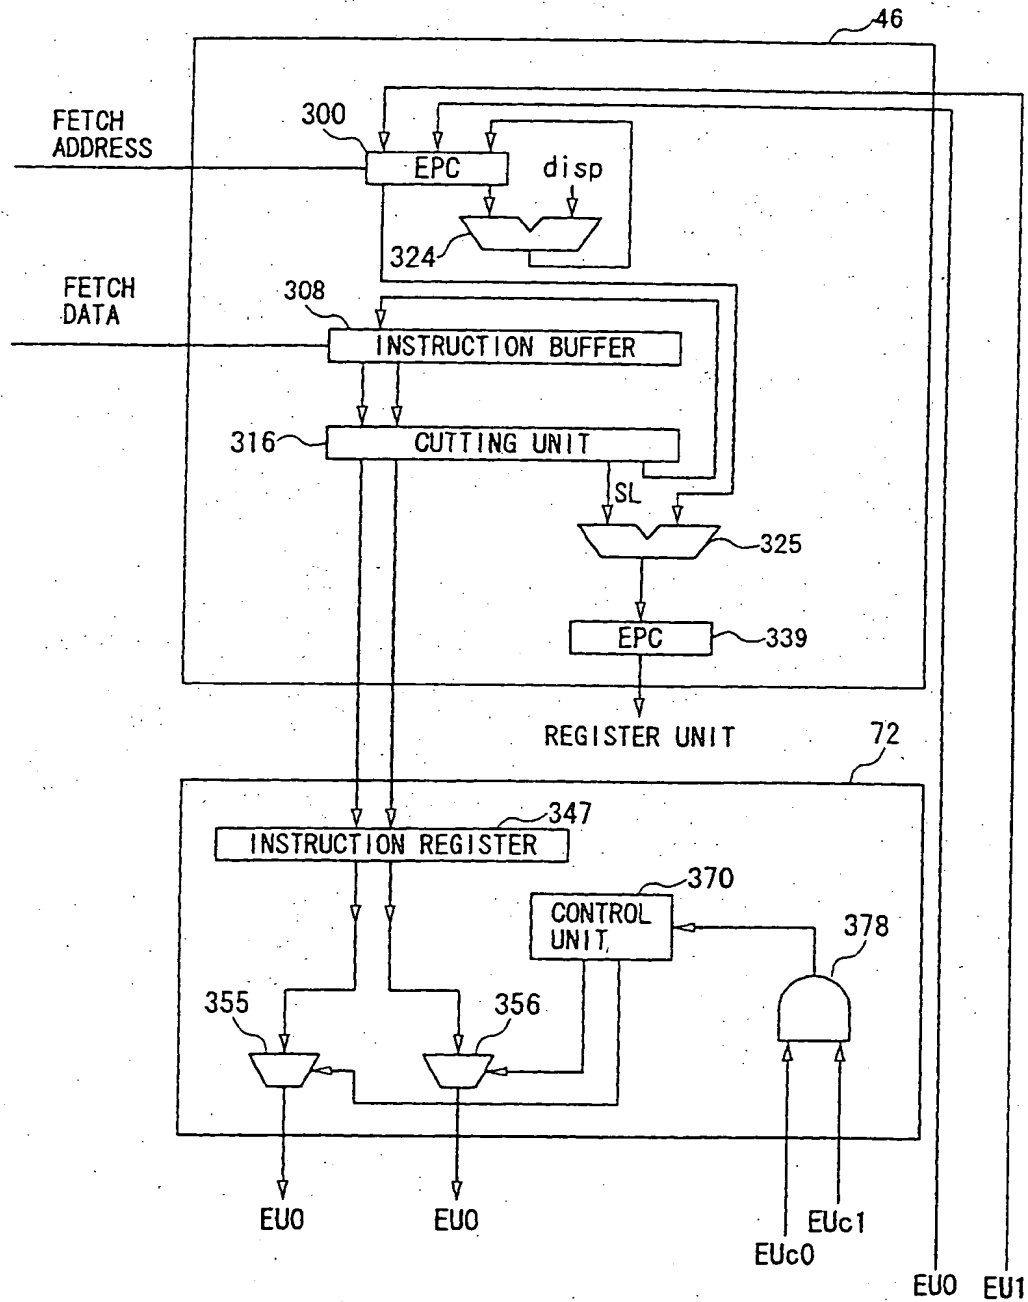 46
FETCH
ADDRESS
300
EPC
disp
324
FETCH
DATA
308
INSTRUCTION BUFFER
316
CUTTING UNIT
SL
325
EPC
339
REGISTER UNIT
72
347
INSTRUCTION REGISTER
370
CONTROL
UNIT
378
355
356
EU0
EU0
EUc1
EUc0
EU0
EU1